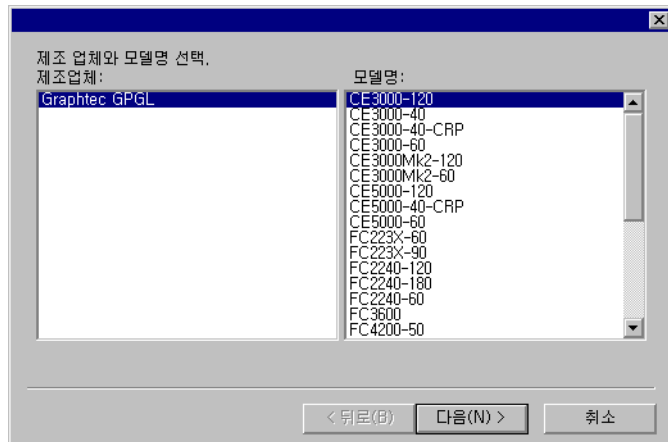 제조 업체와 모델명 선택.
제조업체:
모델명:
Graphtec GPGL
CE3000-120
CE3000-40
CE3000-40-CRP
CE3000-60
CE3000Mk2-120
CE3000Mk2-60
CE5000-120
CE5000-40-CRP
CE5000-60
FC223X-60
FC223X-90
FC2240-120
FC2240-180
FC2240-60
FC3600
FC4200-50
< 뒤로(B)
다음(N) >
취소